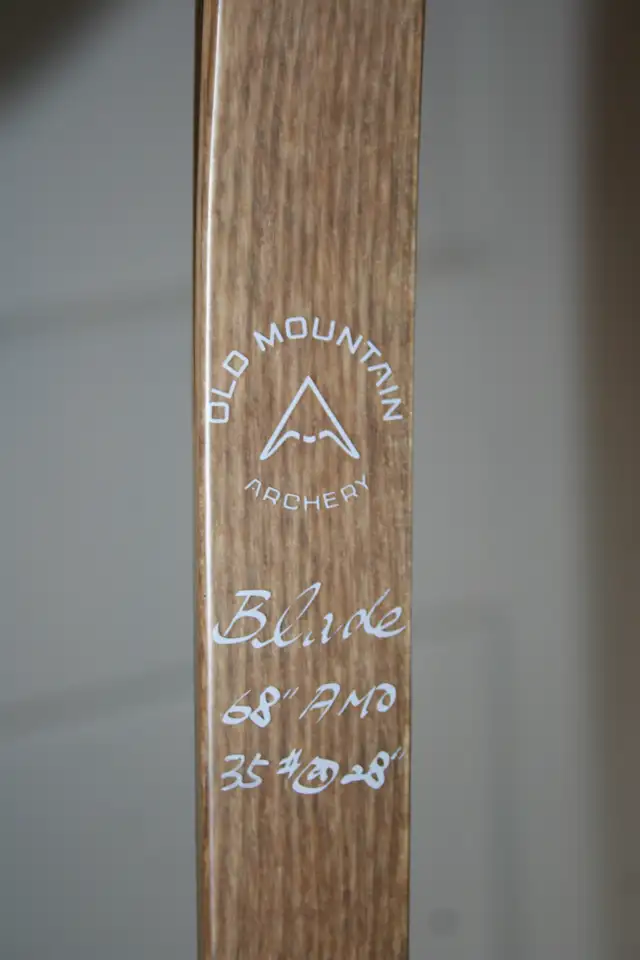 OLD MOUNTAIN
ARCHERY
Blade
68" AMO
35 #@28"